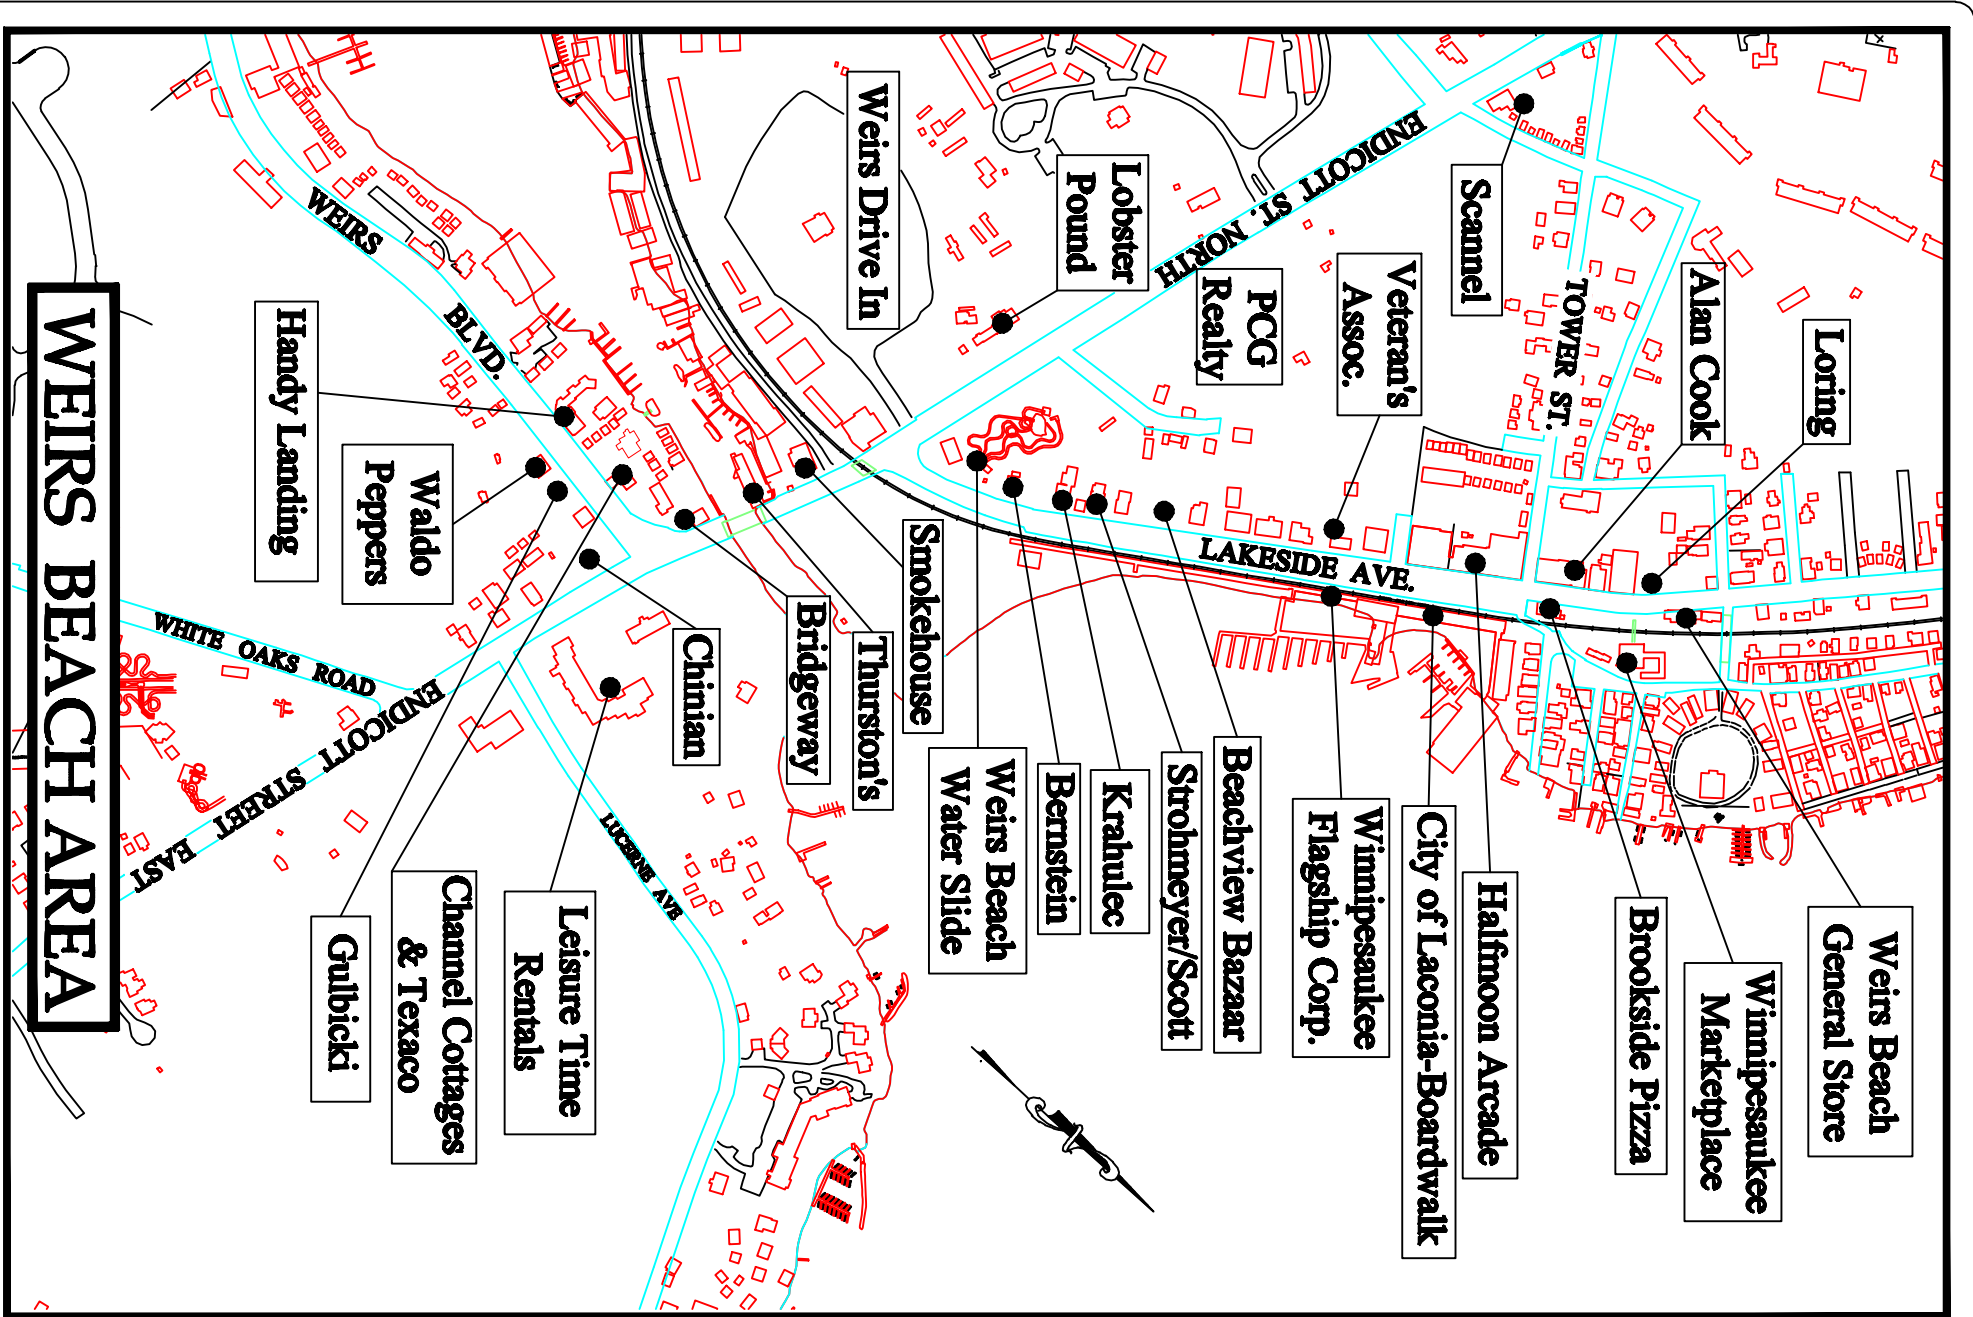 WEIRS BEACH AREA
Loring
Alan Cook
Scannel
Veteran's
Assoc.
PCG
Realty
Lobster
Pound
Weirs Drive In
Handy Landing
Waldo
Peppers
TOWER ST.
ENDICOTT ST. NORTH
LAKESIDE AVE.
WEIRS
BLVD.
WHITE OAKS ROAD
ENDICOTT STREET EAST
LUCERNE AVE
Smokehouse
Thurston's
Bridgeway
Chinian
Weirs Beach
General Store
Winnipesaukee
Marketplace
Brookside Pizza
Halfmoon Arcade
City of Laconia-Boardwalk
Winnipesaukee
Flagship Corp.
Beachview Bazaar
Strohmeyer/Scott
Krahulec
Bernstein
Weirs Beach
Water Slide
Leisure Time
Rentals
Channel Cottages
& Texaco
Gulbicki